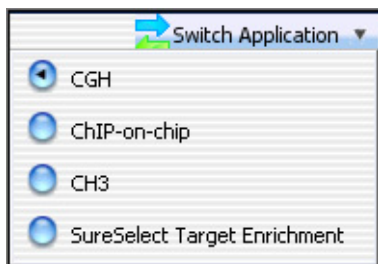 Switch Application
CGH
ChIP-on-chip
CH3
SureSelect Target Enrichment